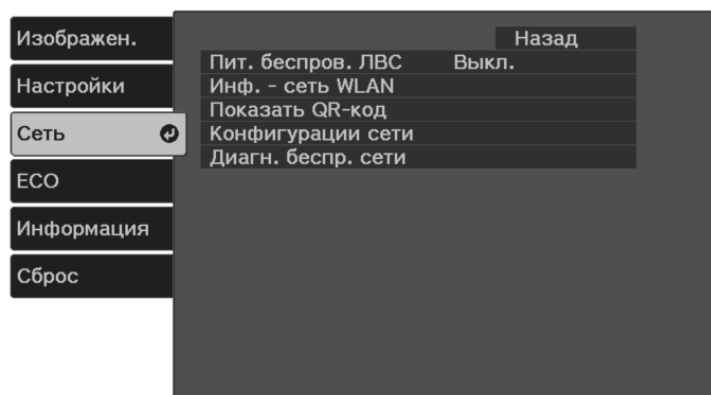 Изображен.
Настройки
Сеть
ECO
Информация
Сброс
Назад
Пит. беспров. ЛВС Выкл.
Инф. - сеть WLAN
Показать QR-код
Конфигурации сети
Диагн. беспр. сети